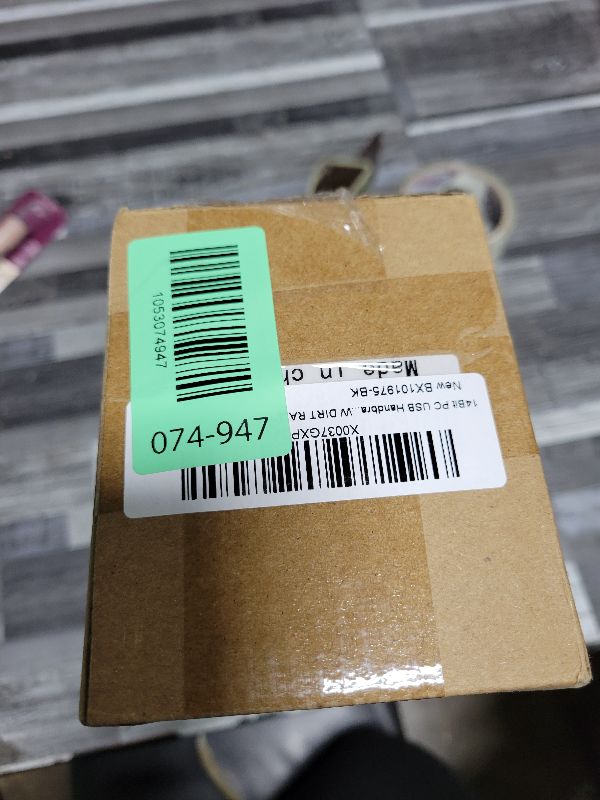 1053074947
074-947
Made in Ch
X0037GXP
14Bit PC USB Handbra...W DIRT RA
New BX101975-BK